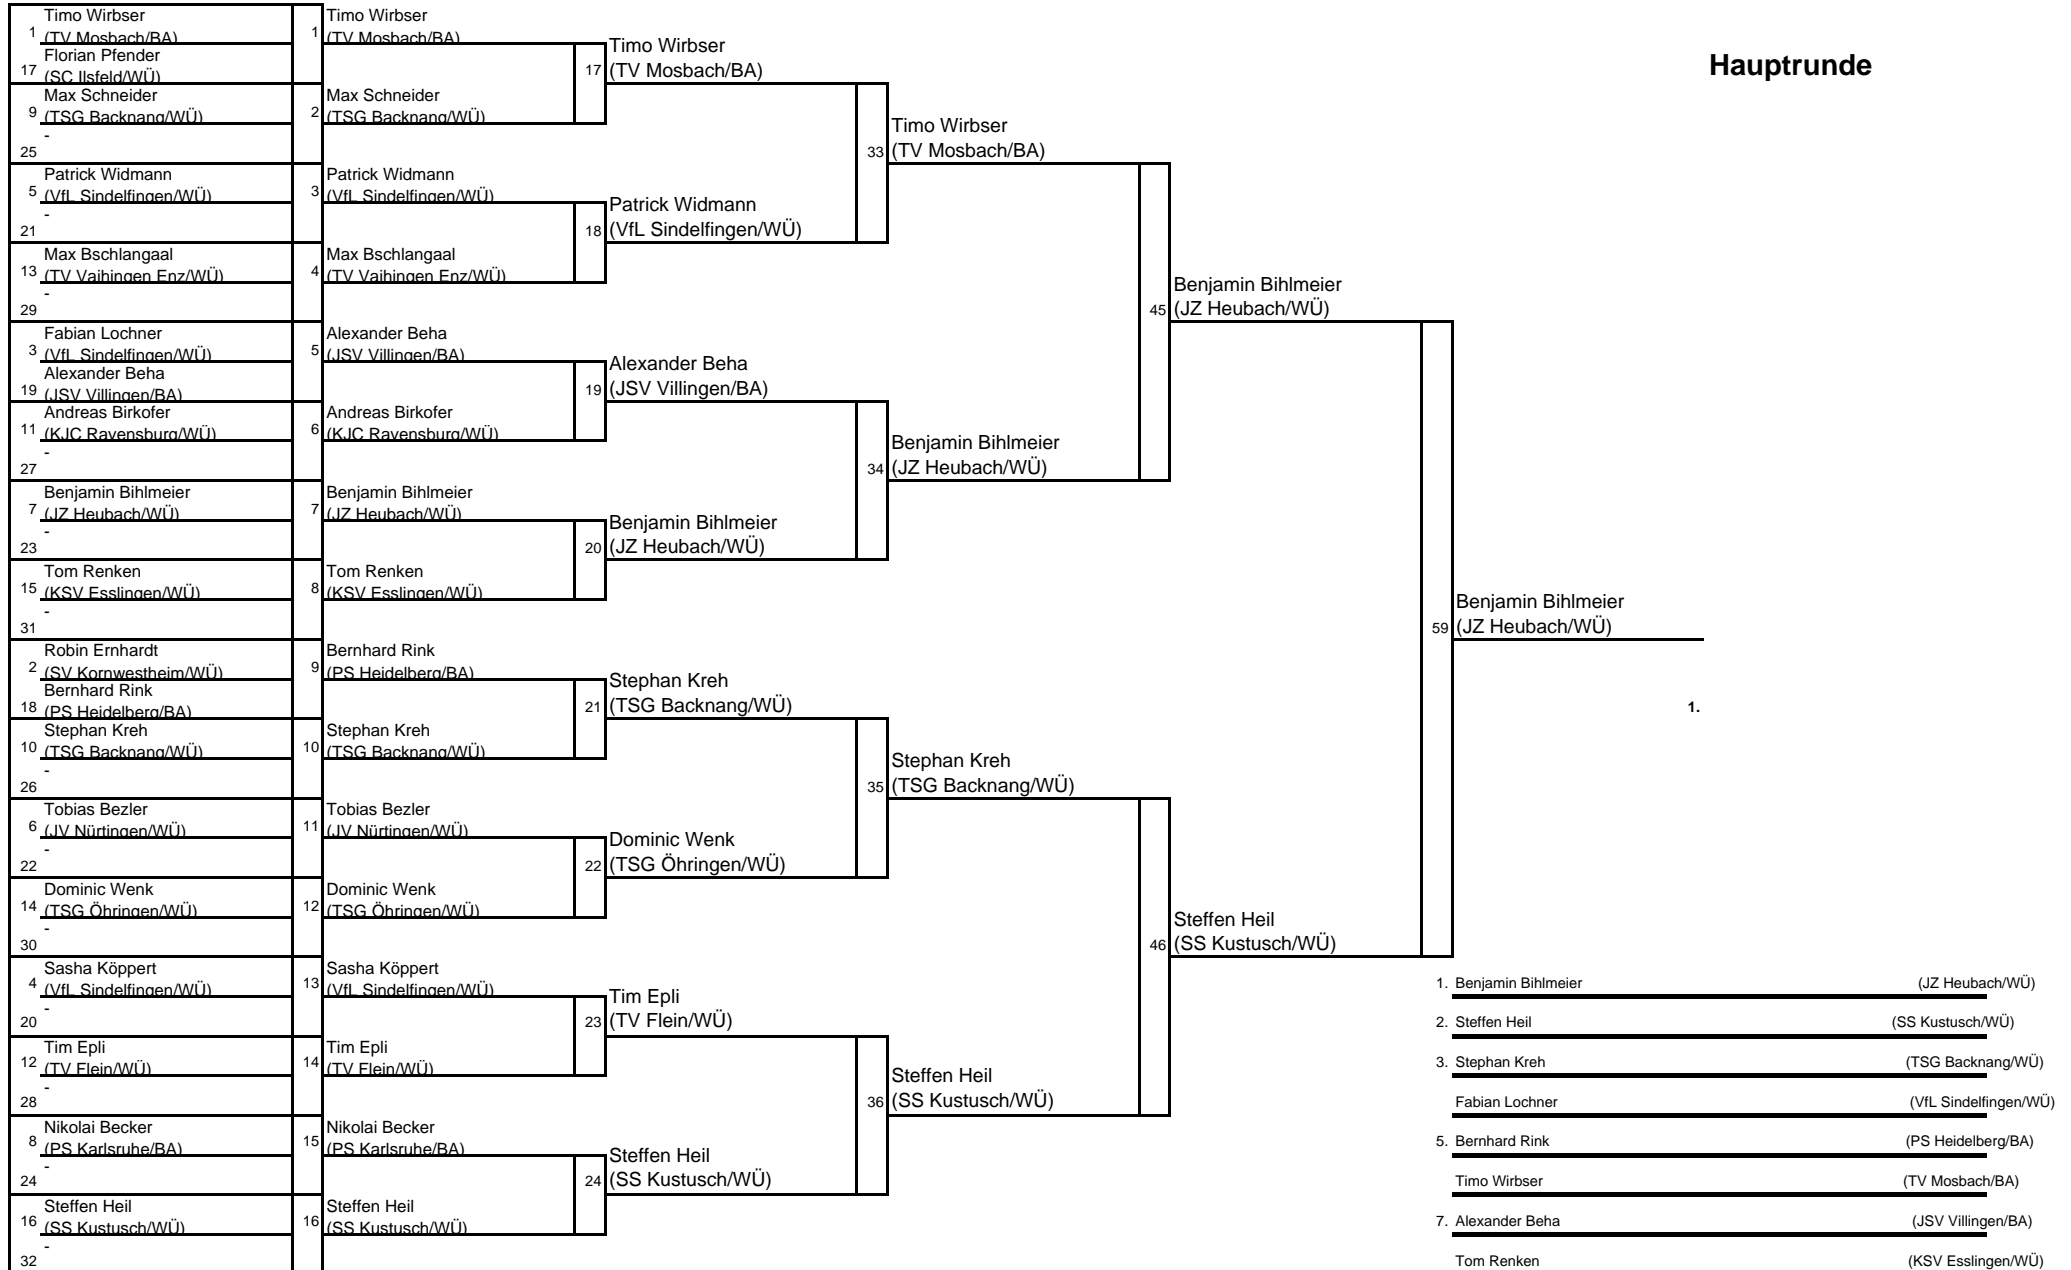 Hauptrunde
1 Timo Wirbser
(TV Mosbach/BA)
17 Florian Pfender
(SC Ilsfeld/WÜ)
9 Max Schneider
(TSG Backnang/WÜ)
25 -
5 Patrick Widmann
(VfL Sindelfingen/WÜ)
21 -
13 Max Bschlangaal
(TV Vaihingen Enz/WÜ)
29 -
3 Fabian Lochner
(VfL Sindelfingen/WÜ)
19 Alexander Beha
(JSV Villingen/BA)
11 Andreas Birkofer
(KJC Ravensburg/WÜ)
27 -
7 Benjamin Bihlmeier
(JZ Heubach/WÜ)
23 -
15 Tom Renken
(KSV Esslingen/WÜ)
31 -
2 Robin Ernhardt
(SV Kornwestheim/WÜ)
18 Bernhard Rink
(PS Heidelberg/BA)
10 Stephan Kreh
(TSG Backnang/WÜ)
26 -
6 Tobias Bezler
(JV Nürtingen/WÜ)
22 -
14 Dominic Wenk
(TSG Öhringen/WÜ)
30 -
4 Sasha Köppert
(VfL Sindelfingen/WÜ)
20 -
12 Tim Epli
(TV Flein/WÜ)
28 -
8 Nikolai Becker
(PS Karlsruhe/BA)
24 -
16 Steffen Heil
(SS Kustusch/WÜ)
32 -
1 Timo Wirbser
(TV Mosbach/BA)
2 Max Schneider
(TSG Backnang/WÜ)
3 Patrick Widmann
(VfL Sindelfingen/WÜ)
4 Max Bschlangaal
(TV Vaihingen Enz/WÜ)
5 Alexander Beha
(JSV Villingen/BA)
6 Andreas Birkofer
(KJC Ravensburg/WÜ)
7 Benjamin Bihlmeier
(JZ Heubach/WÜ)
8 Tom Renken
(KSV Esslingen/WÜ)
9 Bernhard Rink
(PS Heidelberg/BA)
10 Stephan Kreh
(TSG Backnang/WÜ)
11 Tobias Bezler
(JV Nürtingen/WÜ)
12 Dominic Wenk
(TSG Öhringen/WÜ)
13 Sasha Köppert
(VfL Sindelfingen/WÜ)
14 Tim Epli
(TV Flein/WÜ)
15 Nikolai Becker
(PS Karlsruhe/BA)
16 Steffen Heil
(SS Kustusch/WÜ)
Timo Wirbser
17 (TV Mosbach/BA)
Patrick Widmann
18 (VfL Sindelfingen/WÜ)
Alexander Beha
19 (JSV Villingen/BA)
Benjamin Bihlmeier
20 (JZ Heubach/WÜ)
Stephan Kreh
21 (TSG Backnang/WÜ)
Dominic Wenk
22 (TSG Öhringen/WÜ)
Tim Epli
23 (TV Flein/WÜ)
Steffen Heil
24 (SS Kustusch/WÜ)
Timo Wirbser
33 (TV Mosbach/BA)
Benjamin Bihlmeier
34 (JZ Heubach/WÜ)
Stephan Kreh
35 (TSG Backnang/WÜ)
Steffen Heil
36 (SS Kustusch/WÜ)
Benjamin Bihlmeier
45 (JZ Heubach/WÜ)
Steffen Heil
46 (SS Kustusch/WÜ)
Benjamin Bihlmeier
59 (JZ Heubach/WÜ)
1.
1. Benjamin Bihlmeier (JZ Heubach/WÜ)
2. Steffen Heil (SS Kustusch/WÜ)
3. Stephan Kreh (TSG Backnang/WÜ)
Fabian Lochner (VfL Sindelfingen/WÜ)
5. Bernhard Rink (PS Heidelberg/BA)
Timo Wirbser (TV Mosbach/BA)
7. Alexander Beha (JSV Villingen/BA)
Tom Renken (KSV Esslingen/WÜ)